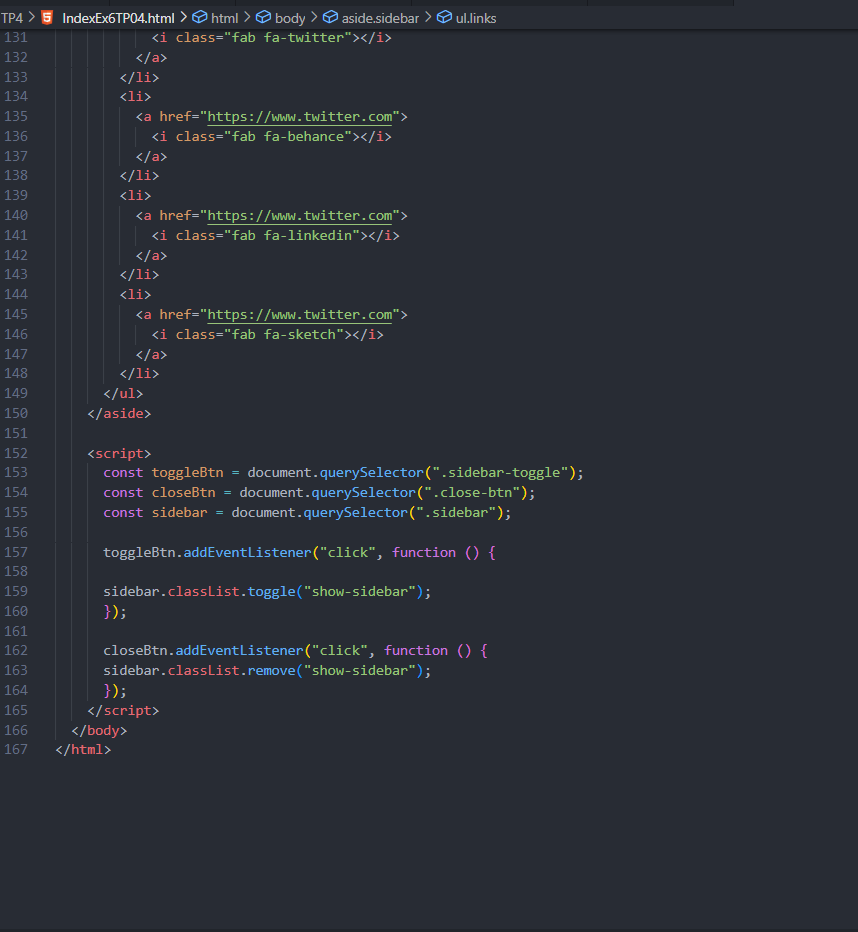 TP4 > IndexEx6TP04.html > html > body > aside.sidebar > ul.links
131 <i class="fab fa-twitter"></i>
132 </a>
133 </li>
134 <li>
135 <a href="https://www.twitter.com">
136 <i class="fab fa-behance"></i>
137 </a>
138 </li>
139 <li>
140 <a href="https://www.twitter.com">
141 <i class="fab fa-linkedin"></i>
142 </a>
143 </li>
144 <li>
145 <a href="https://www.twitter.com">
146 <i class="fab fa-sketch"></i>
147 </a>
148 </li>
149 </ul>
150 </aside>
151
152 <script>
153 const toggleBtn = document.querySelector(".sidebar-toggle");
154 const closeBtn = document.querySelector(".close-btn");
155 const sidebar = document.querySelector(".sidebar");
156
157 toggleBtn.addEventListener("click", function () {
158
159 sidebar.classList.toggle("show-sidebar");
160 });
161
162 closeBtn.addEventListener("click", function () {
163 sidebar.classList.remove("show-sidebar");
164 });
165 </script>
166 </body>
167 </html>